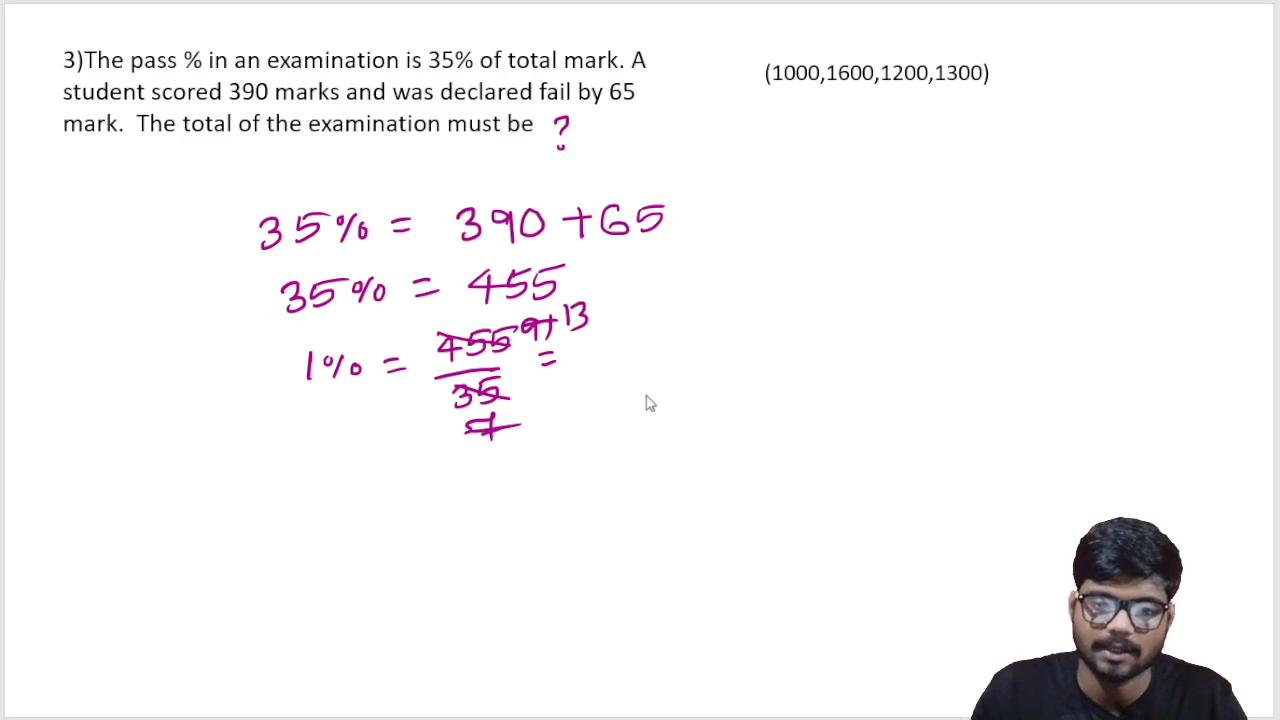 3)The pass % in an examination is 35% of total mark. A
student scored 390 marks and was declared fail by 65
mark. The total of the examination must be ?
(1000,1600,1200,1300)
35% = 390 + 65
35% = 455
91 13
1% = 455 =
35
7